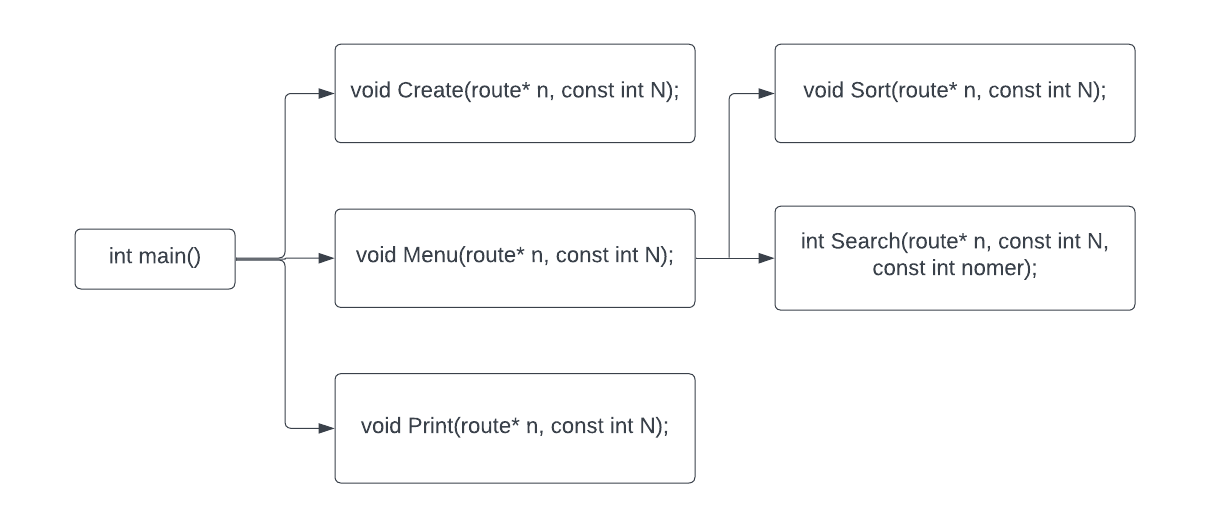 int main()
void Create(route* n, const int N);
void Menu(route* n, const int N);
void Print(route* n, const int N);
void Sort(route* n, const int N);
int Search(route* n, const int N,
const int nomer);